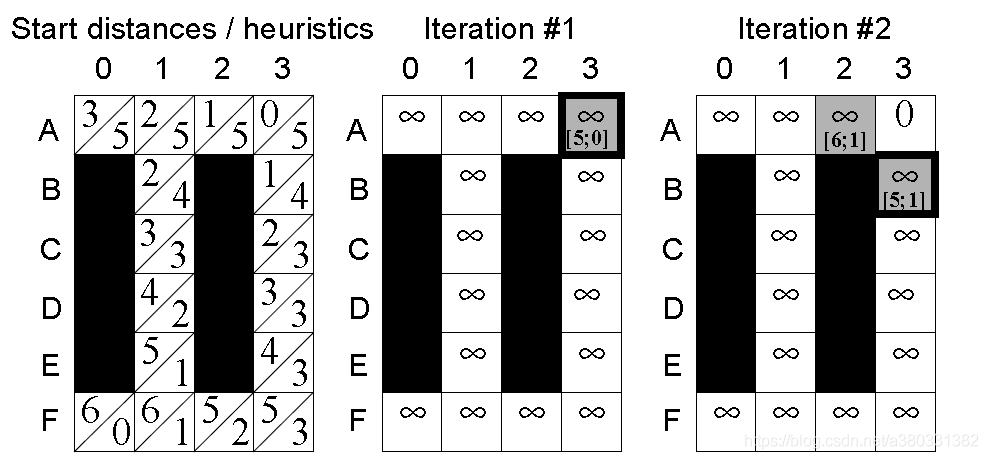 Start distances / heuristics Iteration #1 Iteration #2
0 1 2 3 0 1 2 3 0 1 2 3
A 3/5 2/5 1/5 0/5 A ∞ ∞ ∞ ∞ A ∞ ∞ ∞ 0
[5;0] [6;1]
B 2/4 1/4 B ∞ ∞ B ∞ ∞
[5;1]
C 3/3 2/3 C ∞ ∞ C ∞ ∞
D 4/2 3/3 D ∞ ∞ D ∞ ∞
E 5/1 4/3 E ∞ ∞ E ∞ ∞
F 6/0 6/1 5/2 5/3 F ∞ ∞ ∞ ∞ F ∞ ∞ ∞ ∞
https://blog.csdn.net/a380331382